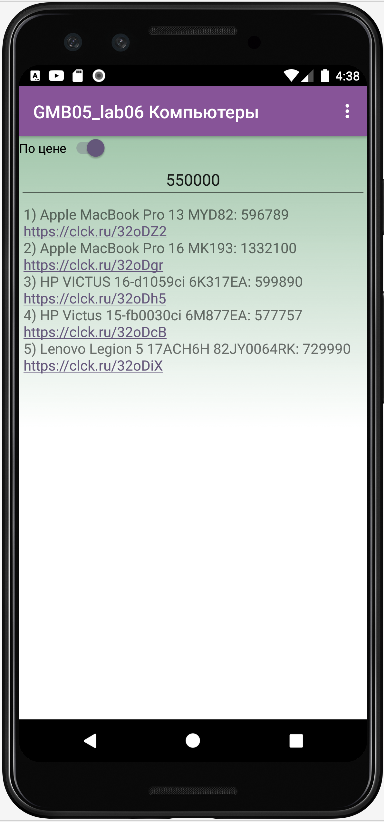 4:38
GMB05_lab06 Компьютеры
По цене
550000
1) Apple MacBook Pro 13 MYD82: 596789
https://clck.ru/32oDZ2
2) Apple MacBook Pro 16 MK193: 1332100
https://clck.ru/32oDgr
3) HP VICTUS 16-d1059ci 6K317EA: 599890
https://clck.ru/32oDh5
4) HP Victus 15-fb0030ci 6M877EA: 577757
https://clck.ru/32oDcB
5) Lenovo Legion 5 17ACH6H 82JY0064RK: 729990
https://clck.ru/32oDiX